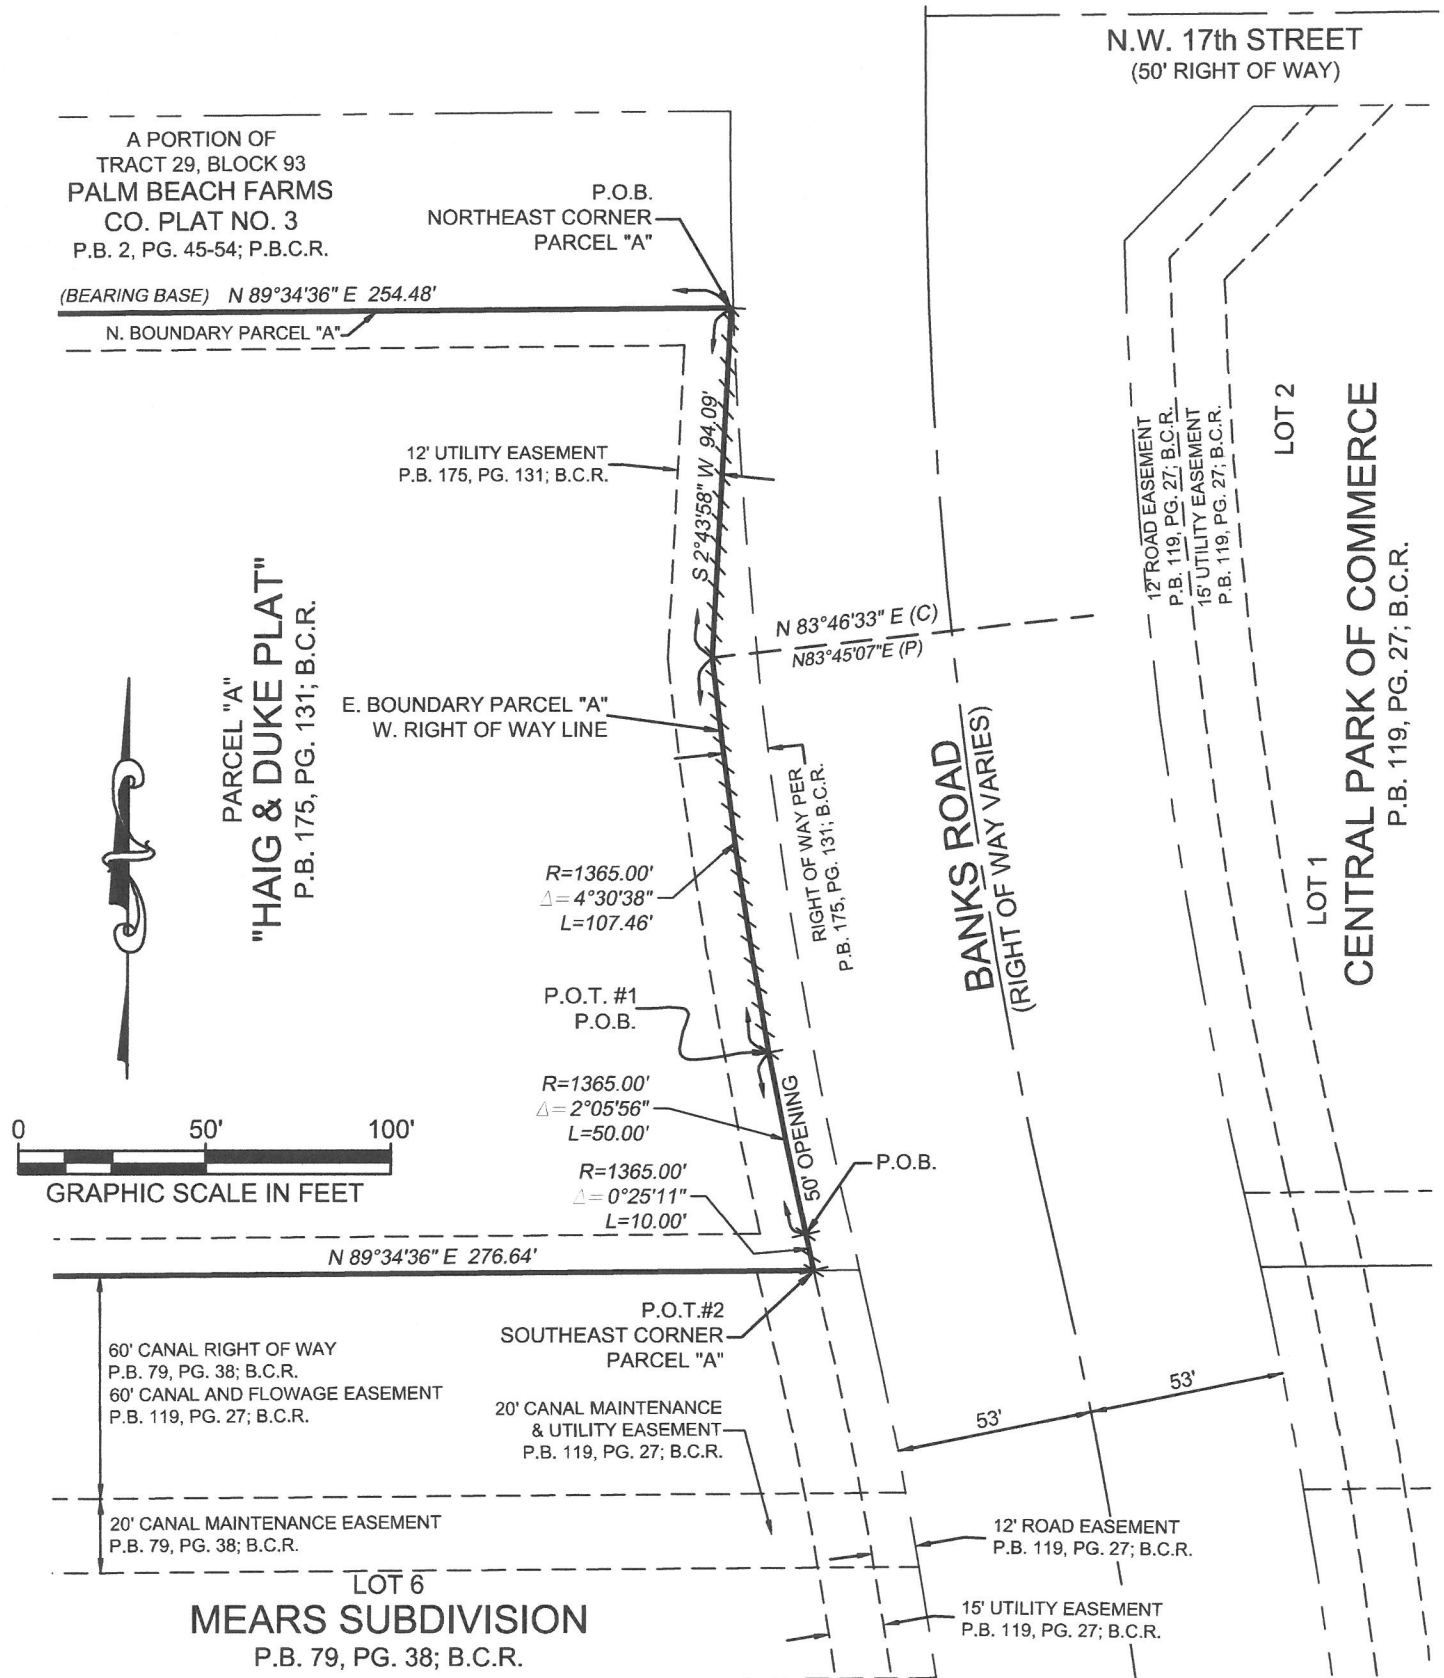 N.W. 17th STREET
(50' RIGHT OF WAY)
A PORTION OF
TRACT 29, BLOCK 93
PALM BEACH FARMS
CO. PLAT NO. 3
P.B. 2, PG. 45-54; P.B.C.R.
P.O.B.
NORTHEAST CORNER
PARCEL "A"
(BEARING BASE) N 89°34'36" E 254.48'
N. BOUNDARY PARCEL "A"
12' UTILITY EASEMENT
P.B. 175, PG. 131; B.C.R.
S 2°43'58" W 94.09'
12' ROAD EASEMENT
P.B. 119, PG. 27; B.C.R.
15' UTILITY EASEMENT
P.B. 119, PG. 27; B.C.R.
LOT 2
CENTRAL PARK OF COMMERCE
P.B. 119, PG. 27; B.C.R.
LOT 1
PARCEL "A"
"HAIG & DUKE PLAT"
P.B. 175, PG. 131; B.C.R.
N 83°46'33" E (C)
N83°45'07"E (P)
E. BOUNDARY PARCEL "A"
W. RIGHT OF WAY LINE
RIGHT OF WAY PER
P.B. 175, PG. 131; B.C.R.
BANKS ROAD
(RIGHT OF WAY VARIES)
R=1365.00'
Δ=4°30'38"
L=107.46'
P.O.T. #1
P.O.B.
R=1365.00'
Δ=2°05'56"
L=50.00'
50' OPENING
R=1365.00'
Δ=0°25'11"
L=10.00'
P.O.B.
0 50' 100'
GRAPHIC SCALE IN FEET
N 89°34'36" E 276.64'
P.O.T.#2
SOUTHEAST CORNER
PARCEL "A"
60' CANAL RIGHT OF WAY
P.B. 79, PG. 38; B.C.R.
60' CANAL AND FLOWAGE EASEMENT
P.B. 119, PG. 27; B.C.R.
20' CANAL MAINTENANCE
& UTILITY EASEMENT
P.B. 119, PG. 27; B.C.R.
53'
53'
20' CANAL MAINTENANCE EASEMENT
P.B. 79, PG. 38; B.C.R.
12' ROAD EASEMENT
P.B. 119, PG. 27; B.C.R.
LOT 6
MEARS SUBDIVISION
P.B. 79, PG. 38; B.C.R.
15' UTILITY EASEMENT
P.B. 119, PG. 27; B.C.R.